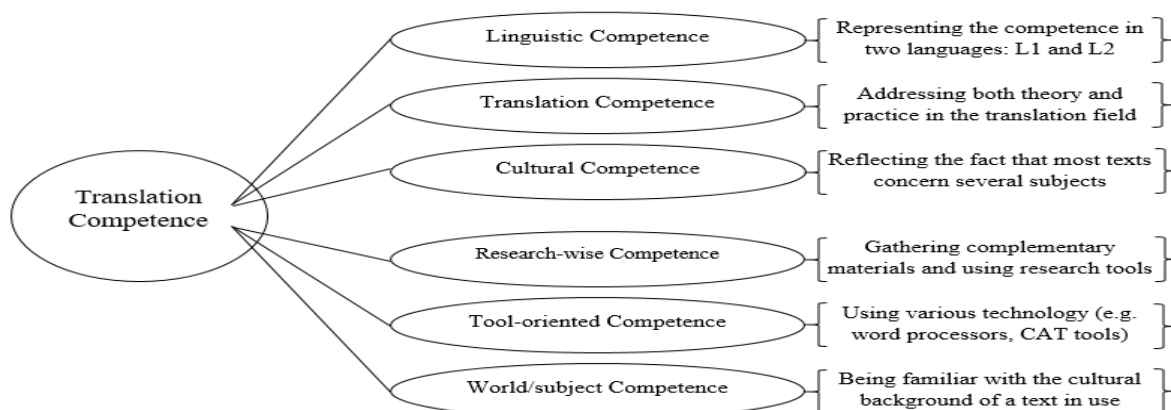 Translation
Competence
Linguistic Competence
Representing the competence in
two languages: L1 and L2
Translation Competence
Addressing both theory and
practice in the translation field
Cultural Competence
Reflecting the fact that most texts
concern several subjects
Research-wise Competence
Gathering complementary
materials and using research tools
Tool-oriented Competence
Using various technology (e.g.
word processors, CAT tools)
World/subject Competence
Being familiar with the cultural
background of a text in use